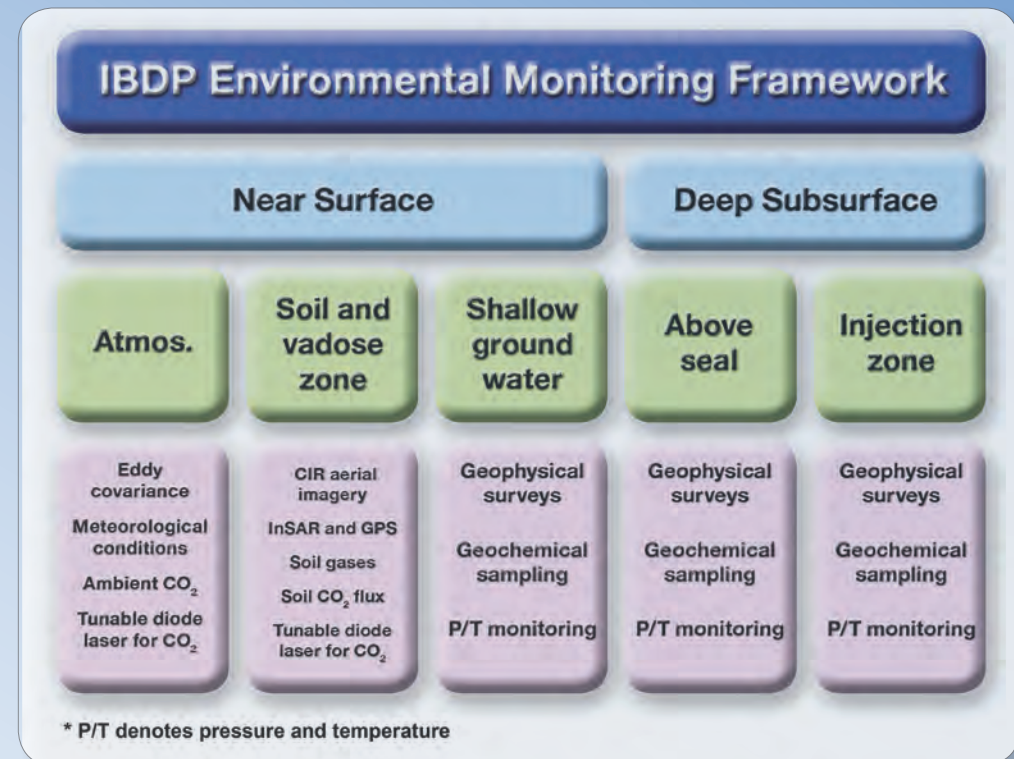 IBDP Environmental Monitoring Framework
Near Surface
Deep Subsurface
Atmos.
Soil and
vadose
zone
Shallow
ground
water
Above
seal
Injection
zone
Eddy
covariance
Meteorological
conditions
Ambient CO₂
Tunable diode
laser for CO₂
CIR aerial
imagery
InSAR and GPS
Soil gases
Soil CO₂ flux
Tunable diode
laser for CO₂
Geophysical
surveys
Geochemical
sampling
P/T monitoring
Geophysical
surveys
Geochemical
sampling
P/T monitoring
Geophysical
surveys
Geochemical
sampling
P/T monitoring
* P/T denotes pressure and temperature